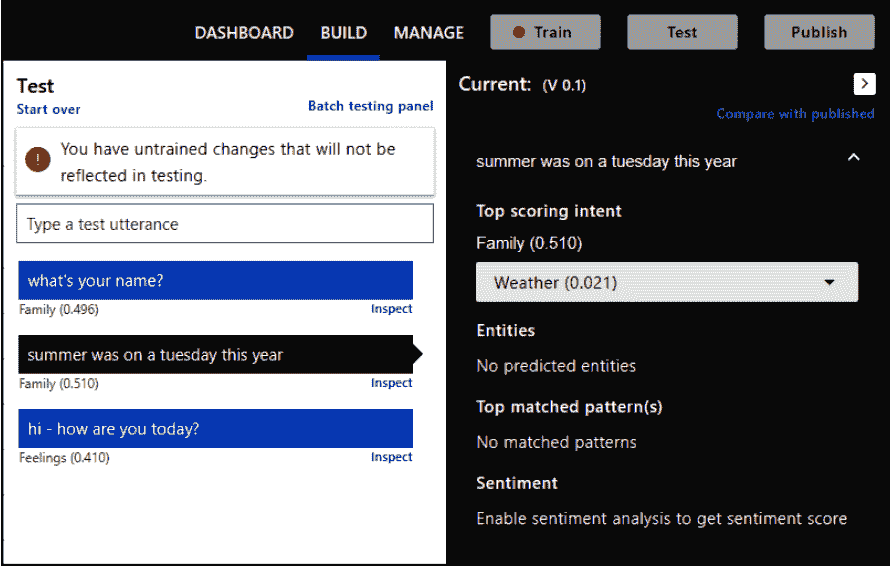 DASHBOARD BUILD MANAGE Train Test Publish
Test
Start over
Batch testing panel
! You have untrained changes that will not be
reflected in testing.
Type a test utterance
what's your name?
Family (0.496) Inspect
summer was on a tuesday this year
Family (0.510) Inspect
hi - how are you today?
Feelings (0.410) Inspect
Current: (V 0.1)
Compare with published
summer was on a tuesday this year
Top scoring intent
Family (0.510)
Weather (0.021)
Entities
No predicted entities
Top matched pattern(s)
No matched patterns
Sentiment
Enable sentiment analysis to get sentiment score